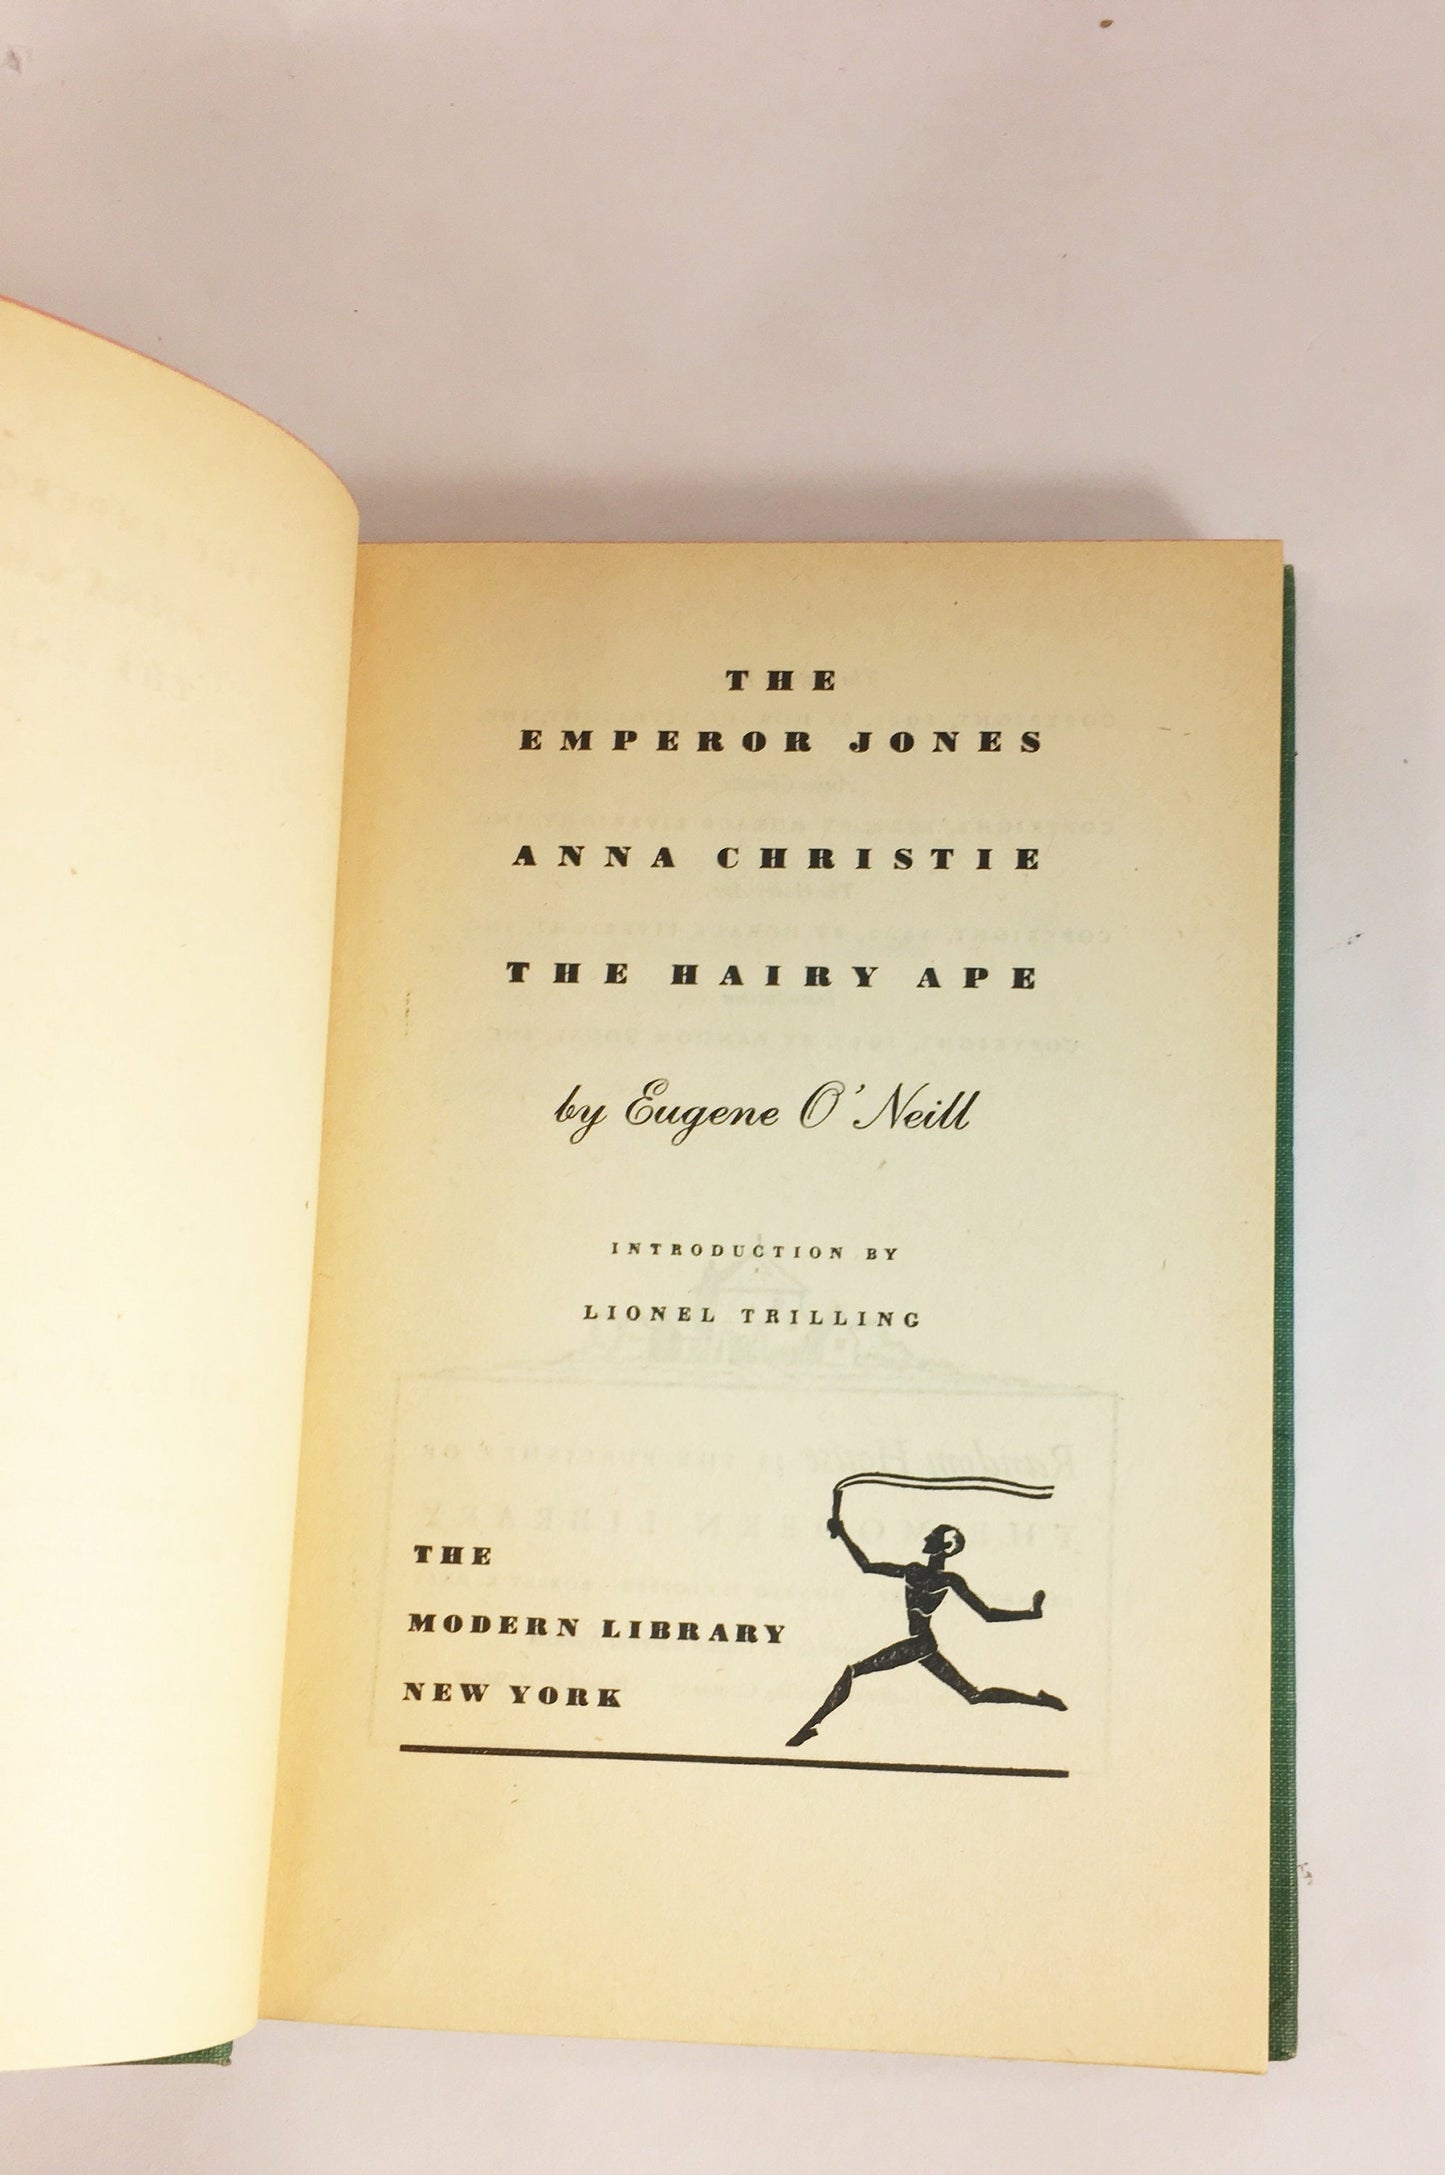 THE
EMPEROR JONES
ANNA CHRISTIE
THE HAIRY APE
by Eugene O'Neill
INTRODUCTION BY
LIONEL TRILLING
THE
MODERN LIBRARY
NEW YORK